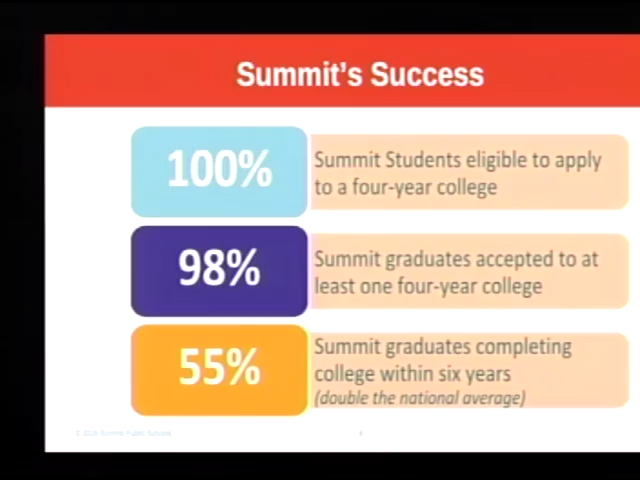 Summit's Success
100%
Summit Students eligible to apply
to a four-year college
98%
Summit graduates accepted to at
least one four-year college
55%
Summit graduates completing
college within six years
(double the national average)